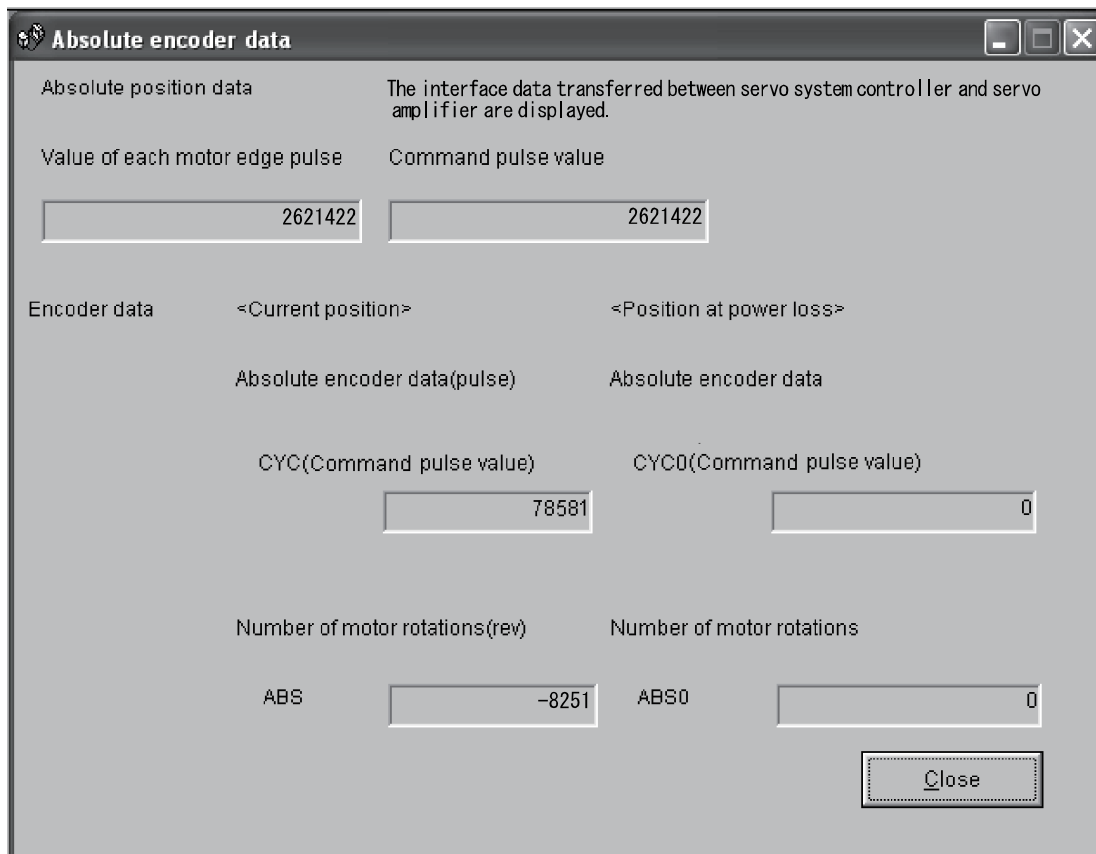 Absolute encoder data
Absolute position data
The interface data transferred between servo system controller and servo
amplifier are displayed.
Value of each motor edge pulse
Command pulse value
2621422
2621422
Encoder data
<Current position>
<Position at power loss>
Absolute encoder data(pulse)
Absolute encoder data
CYC(Command pulse value)
CYC0(Command pulse value)
78581
0
Number of motor rotations(rev)
Number of motor rotations
ABS
-8251
ABS0
0
Close